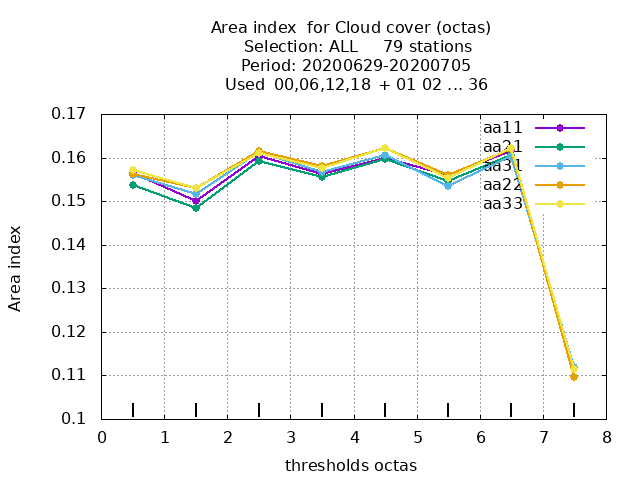 Area index  for Cloud cover (octas)
Selection: ALL     79 stations
Period: 20200629-20200705
Used  00,06,12,18 + 01 02 ... 36
0.17
0.16
0.15
0.14
0.13
0.12
0.11
0.1
Area index
aa11
aa21
aa31
aa22
aa33
0 1 2 3 4 5 6 7 8
thresholds octas